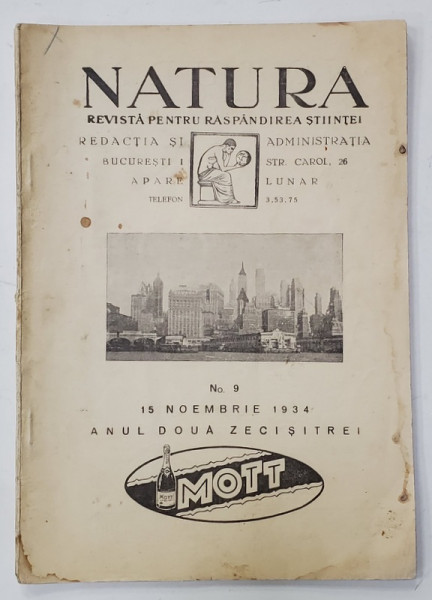 NATURA
REVISTĂ PENTRU RĂSPÂNDIREA ȘTIINȚEI
REDACȚIA ȘI ADMINISTRAȚIA
BUCUREȘTI I STR. CAROL, 26
APARE LUNAR
TELEFON 3,53,75
No. 9
15 NOEMBRIE 1934
ANUL DOUĂ ZECIȘITREI
MOTT